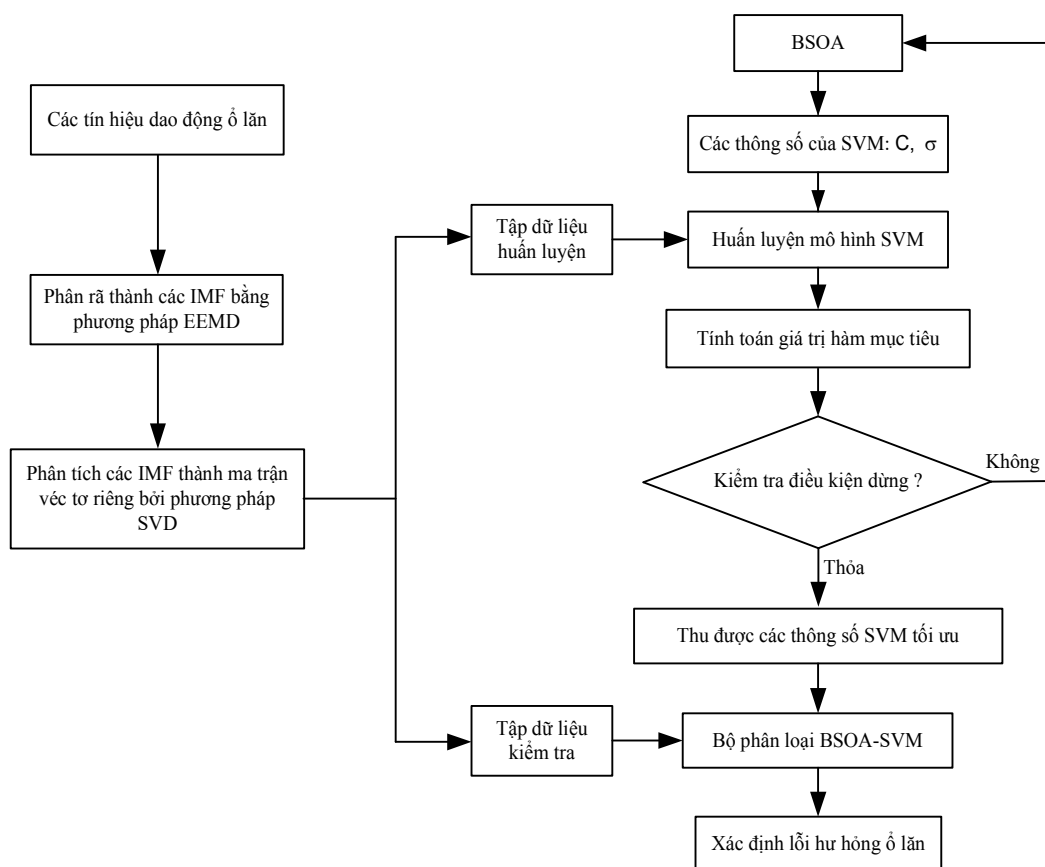 BSOA
Các tín hiệu dao động ổ lăn
Các thông số của SVM: C, σ
Tập dữ liệu
huấn luyện
Huấn luyện mô hình SVM
Phân rã thành các IMF bằng
phương pháp EEMD
Tính toán giá trị hàm mục tiêu
Phân tích các IMF thành ma trận
véc tơ riêng bởi phương pháp
SVD
Kiểm tra điều kiện dừng ?
Không
Thỏa
Thu được các thông số SVM tối ưu
Tập dữ liệu
kiểm tra
Bộ phân loại BSOA-SVM
Xác định lỗi hư hỏng ổ lăn